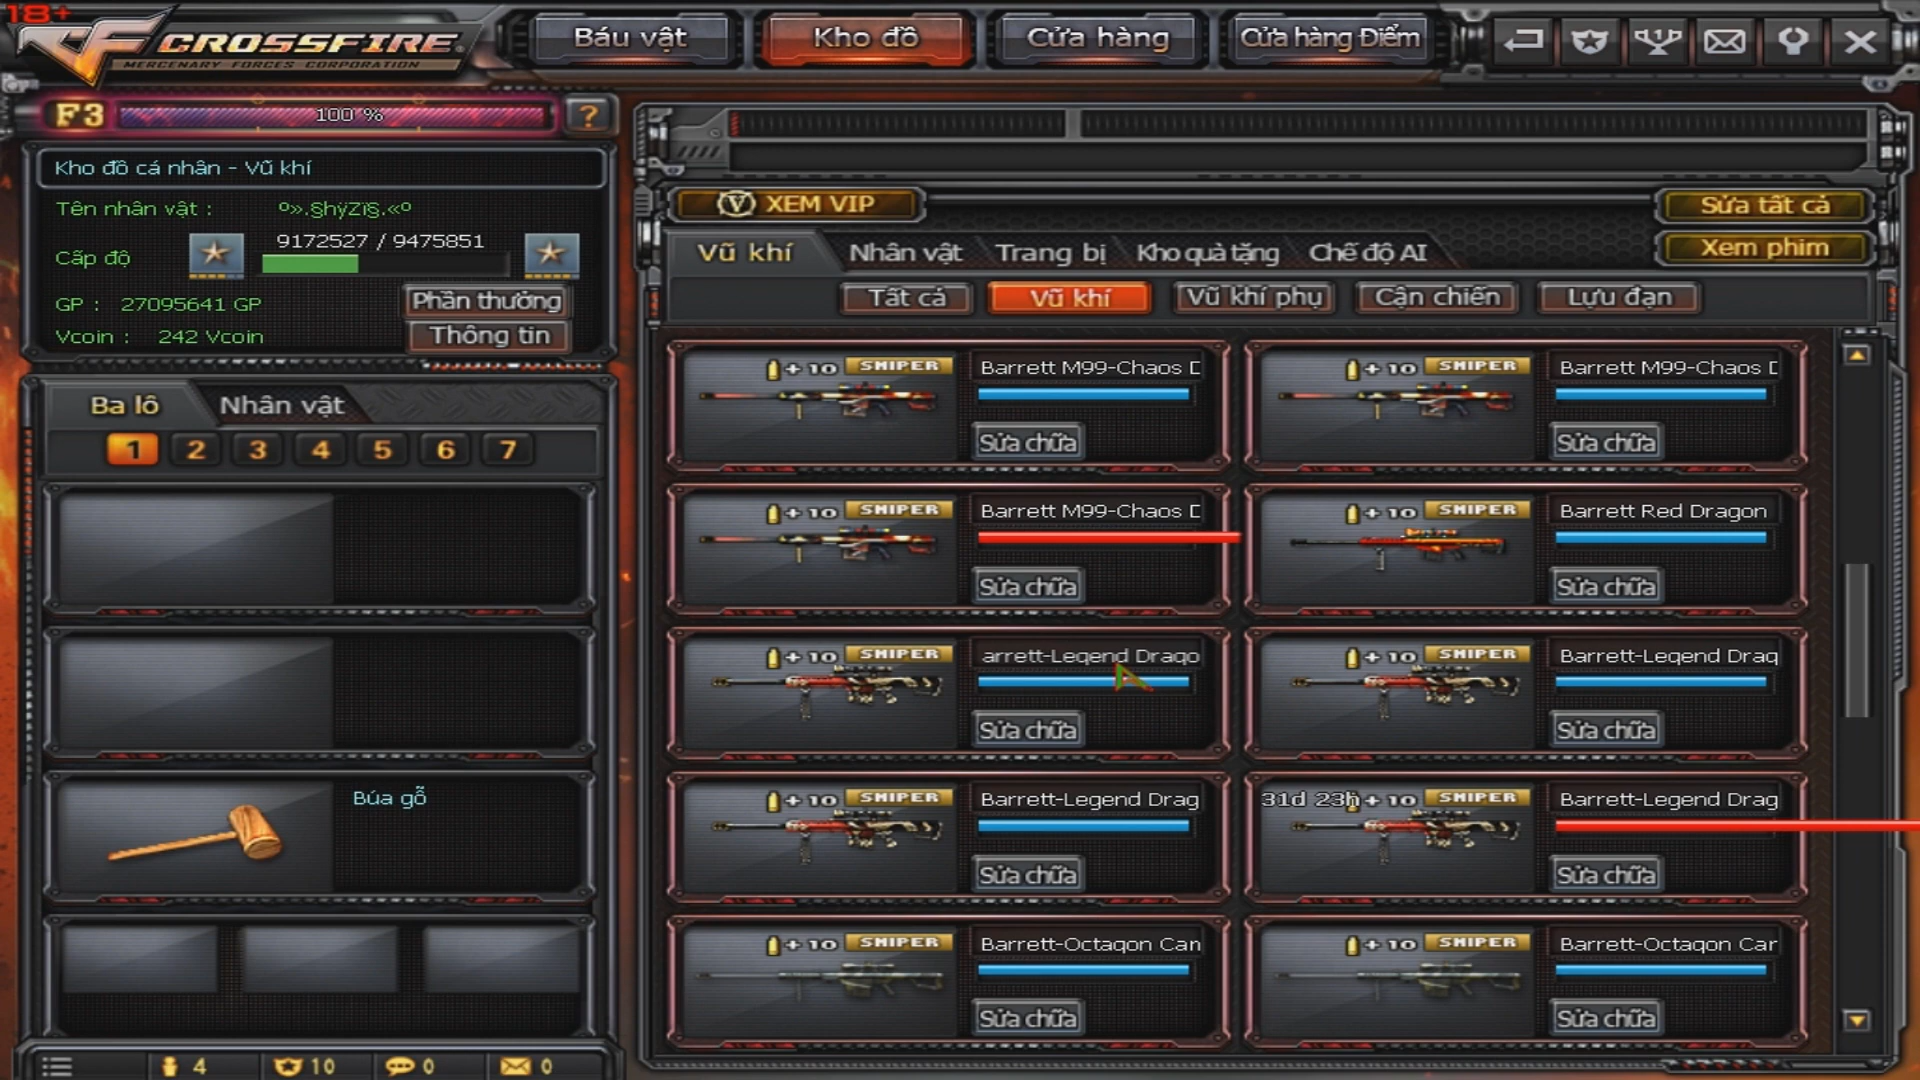 18+
CF CROSSFIRE
MERCENARY FORCES CORPORATION
Báu vật
Kho đồ
Cửa hàng
Cửa hàng Điểm
F3
100 %
?
Kho đồ cá nhân - Vũ khí
Tên nhân vật : º».§hÿZï§.«º
Cấp độ
9172527 / 9475851
GP : 27095641 GP
Phần thưởng
Vcoin : 242 Vcoin
Thông tin
Ba lô
Nhân vật
1 2 3 4 5 6 7
Búa gỗ
4
10
0
0
V XEM VIP
Sửa tất cả
Xem phim
Vũ khí
Nhân vật
Trang bị
Kho quà tặng
Chế độ AI
Tất cả
Vũ khí
Vũ khí phụ
Cận chiến
Lựu đạn
+ 10 SNIPER Barrett M99-Chaos D
Sửa chữa
+ 10 SNIPER Barrett M99-Chaos D
Sửa chữa
+ 10 SNIPER Barrett M99-Chaos D
Sửa chữa
+ 10 SNIPER Barrett Red Dragon
Sửa chữa
+ 10 SNIPER arrett-Legend Drago
Sửa chữa
+ 10 SNIPER Barrett-Legend Drag
Sửa chữa
+ 10 SNIPER Barrett-Legend Drag
Sửa chữa
31d 23h + 10 SNIPER Barrett-Legend Drag
Sửa chữa
+ 10 SNIPER Barrett-Octagon Can
Sửa chữa
+ 10 SNIPER Barrett-Octagon Car
Sửa chữa